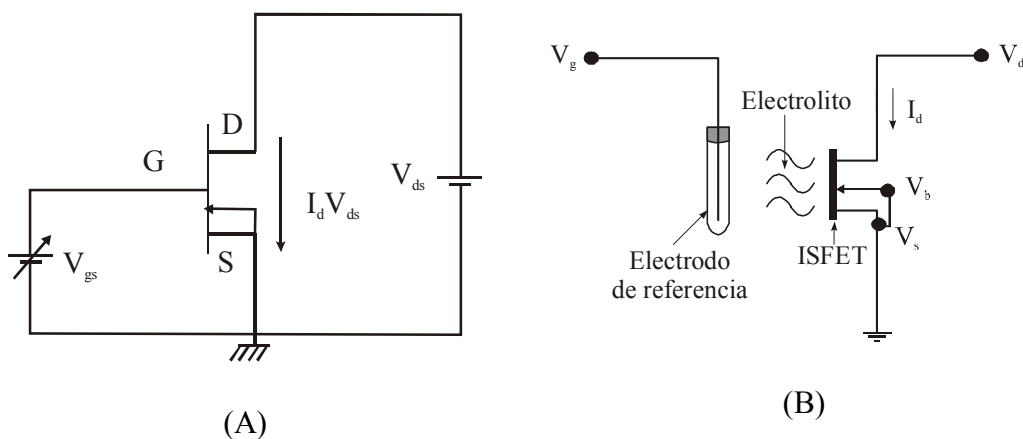 D
G
I_d V_ds
V_ds
S
V_gs
(A)
V_g
V_d
Electrolito
I_d
V_b
V_s
ISFET
Electrodo
de referencia
(B)